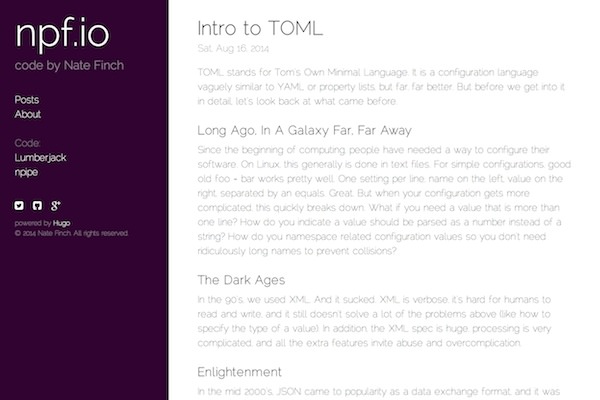 npf.io
code by Nate Finch
Posts
About
Code:
Lumberjack
npipe
powered by Hugo
© 2014 Nate Finch. All rights reserved.
Intro to TOML
Sat, Aug 16, 2014
TOML stands for Tom's Own Minimal Language. It is a configuration language
vaguely similar to YAML or property lists, but far far better. But before we get into it
in detail, let's look back at what came before.
Long Ago, In A Galaxy Far, Far Away
Since the beginning of computing, people have needed a way to configure their
software. On Linux, this generally is done in text files. For simple configurations, good
old foo = bar works pretty well. One setting per line, name on the left, value on the
right, separated by an equals. Great. But when your configuration gets more
complicated, this quickly breaks down. What if you need a value that is more than
one line? How do you indicate a value should be parsed as a number instead of a
string? How do you namespace related configuration values so you don't need
ridiculously long names to prevent collisions?
The Dark Ages
In the 90's, we used XML. And it sucked. XML is verbose, it's hard for humans to
read and write, and it still doesn't solve a lot of the problems above (like how to
specify the type of a value). In addition, the XML spec is huge, processing is very
complicated, and all the extra features invite abuse and overcomplication.
Enlightenment
In the mid 2000's, JSON came to popularity as a data exchange format, and it was